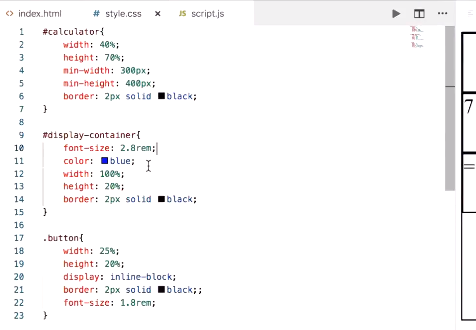 index.html style.css script.js
1 #calculator{
2 width: 40%;
3 height: 70%;
4 min-width: 300px;
5 min-height: 400px;
6 border: 2px solid black;
7 }
8
9 #display-container{
10 font-size: 2.8rem;
11 color: blue;
12 width: 100%;
13 height: 20%;
14 border: 2px solid black;
15 }
16
17 .button{
18 width: 25%;
19 height: 20%;
20 display: inline-block;
21 border: 2px solid black;;
22 font-size: 1.8rem;
23 }
7
=